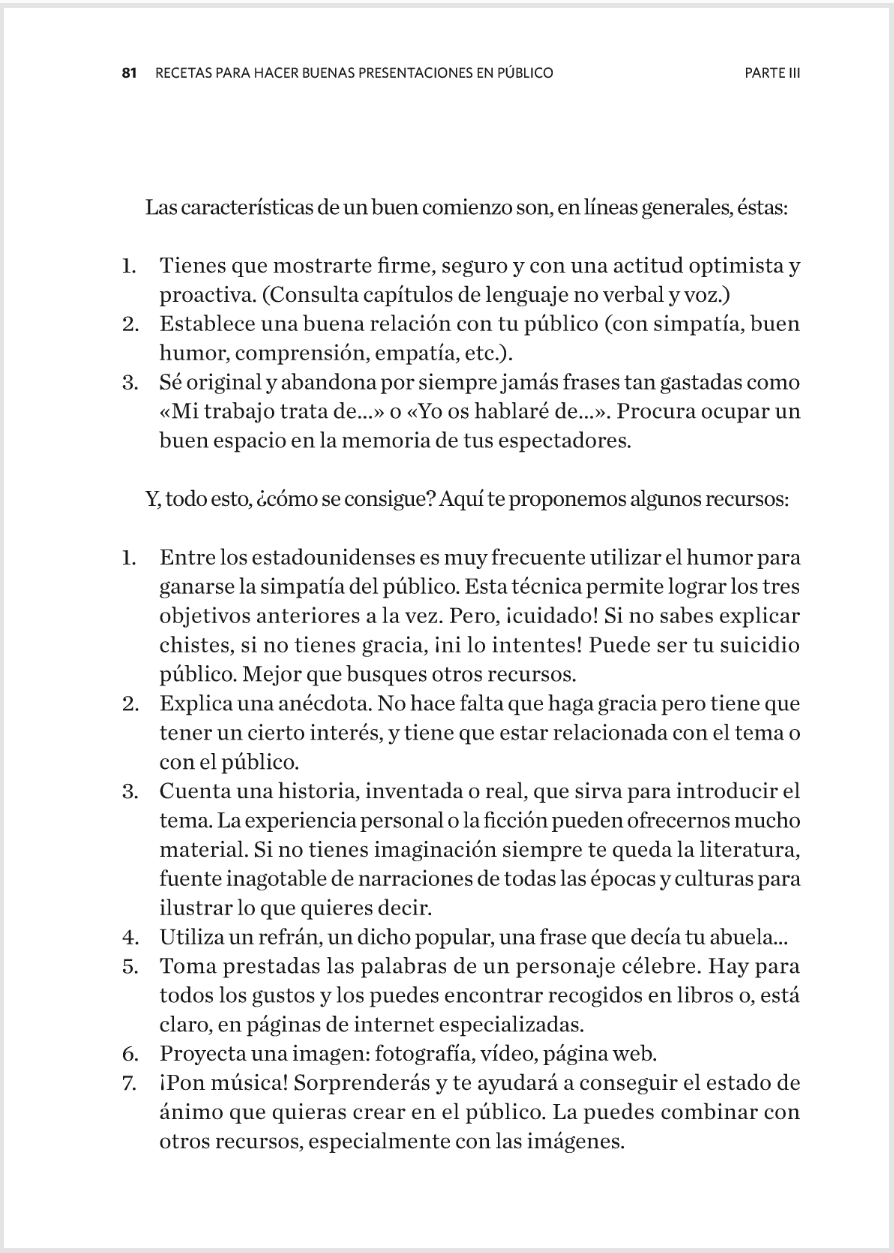 81 RECETAS PARA HACER BUENAS PRESENTACIONES EN PÚBLICO PARTE III
Las características de un buen comienzo son, en líneas generales, éstas:
1. Tienes que mostrarte firme, seguro y con una actitud optimista y
proactiva. (Consulta capítulos de lenguaje no verbal y voz.)
2. Establece una buena relación con tu público (con simpatía, buen
humor, comprensión, empatía, etc.).
3. Sé original y abandona por siempre jamás frases tan gastadas como
«Mi trabajo trata de...» o «Yo os hablaré de...». Procura ocupar un
buen espacio en la memoria de tus espectadores.
Y, todo esto, ¿cómo se consigue? Aquí te proponemos algunos recursos:
1. Entre los estadounidenses es muy frecuente utilizar el humor para
ganarse la simpatía del público. Esta técnica permite lograr los tres
objetivos anteriores a la vez. Pero, ¡cuidado! Si no sabes explicar
chistes, si no tienes gracia, ¡ni lo intentes! Puede ser tu suicidio
público. Mejor que busques otros recursos.
2. Explica una anécdota. No hace falta que haga gracia pero tiene que
tener un cierto interés, y tiene que estar relacionada con el tema o
con el público.
3. Cuenta una historia, inventada o real, que sirva para introducir el
tema. La experiencia personal o la ficción pueden ofrecernos mucho
material. Si no tienes imaginación siempre te queda la literatura,
fuente inagotable de narraciones de todas las épocas y culturas para
ilustrar lo que quieres decir.
4. Utiliza un refrán, un dicho popular, una frase que decía tu abuela...
5. Toma prestadas las palabras de un personaje célebre. Hay para
todos los gustos y los puedes encontrar recogidos en libros o, está
claro, en páginas de internet especializadas.
6. Proyecta una imagen: fotografía, vídeo, página web.
7. ¡Pon música! Sorprenderás y te ayudará a conseguir el estado de
ánimo que quieras crear en el público. La puedes combinar con
otros recursos, especialmente con las imágenes.